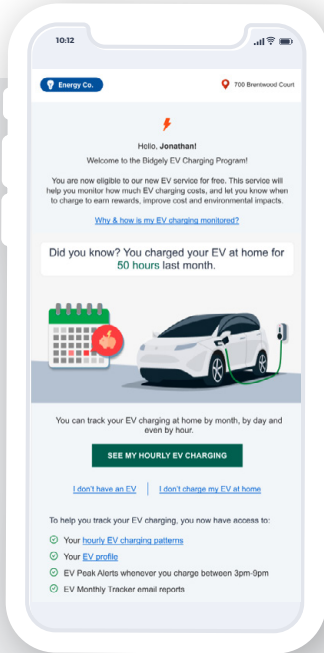 10:12
Energy Co.
700 Brentwood Court
Hello, Jonathan!
Welcome to the Bidgely EV Charging Program!
You are now eligible to our new EV service for free. This service will
help you monitor how much EV charging costs, and let you know when
to charge to earn rewards, improve cost and environmental impacts.
Why & how is my EV charging monitored?
Did you know? You charged your EV at home for
50 hours last month.
You can track your EV charging at home by month, by day and
even by hour.
SEE MY HOURLY EV CHARGING
I don't have an EV
I don't charge my EV at home
To help you track your EV charging, you now have access to:
Your hourly EV charging patterns
Your EV profile
EV Peak Alerts whenever you charge between 3pm-9pm
EV Monthly Tracker email reports